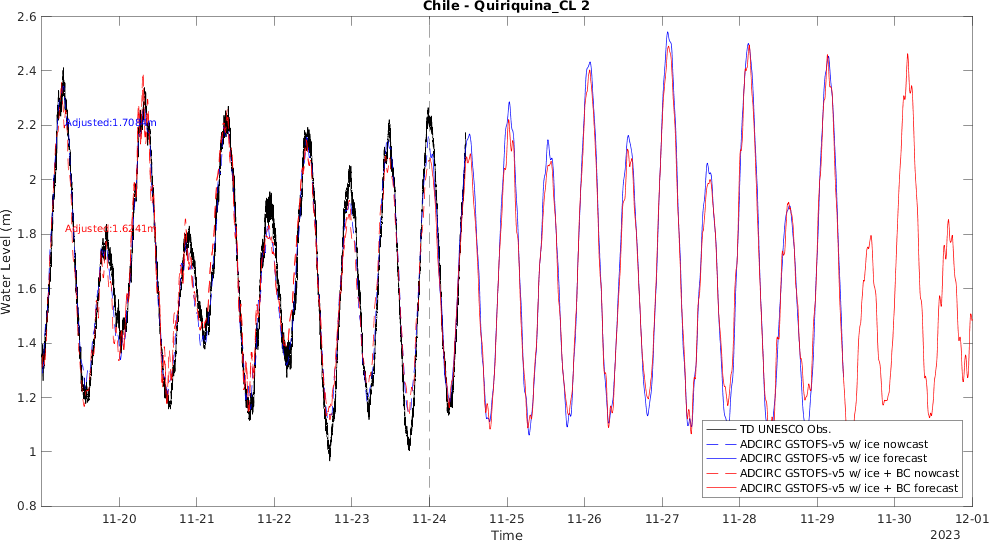 Chile - Quiriquina_CL 2
2.6
2.4
2.2
2
1.8
1.6
1.4
1.2
1
0.8
Water Level (m)
Adjusted:1.7084m
Adjusted:1.6241m
TD UNESCO Obs.
ADCIRC GSTOFS-v5 w/ ice nowcast
ADCIRC GSTOFS-v5 w/ ice forecast
ADCIRC GSTOFS-v5 w/ ice + BC nowcast
ADCIRC GSTOFS-v5 w/ ice + BC forecast
11-20 11-21 11-22 11-23 11-24 11-25 11-26 11-27 11-28 11-29 11-30 12-01
Time
2023